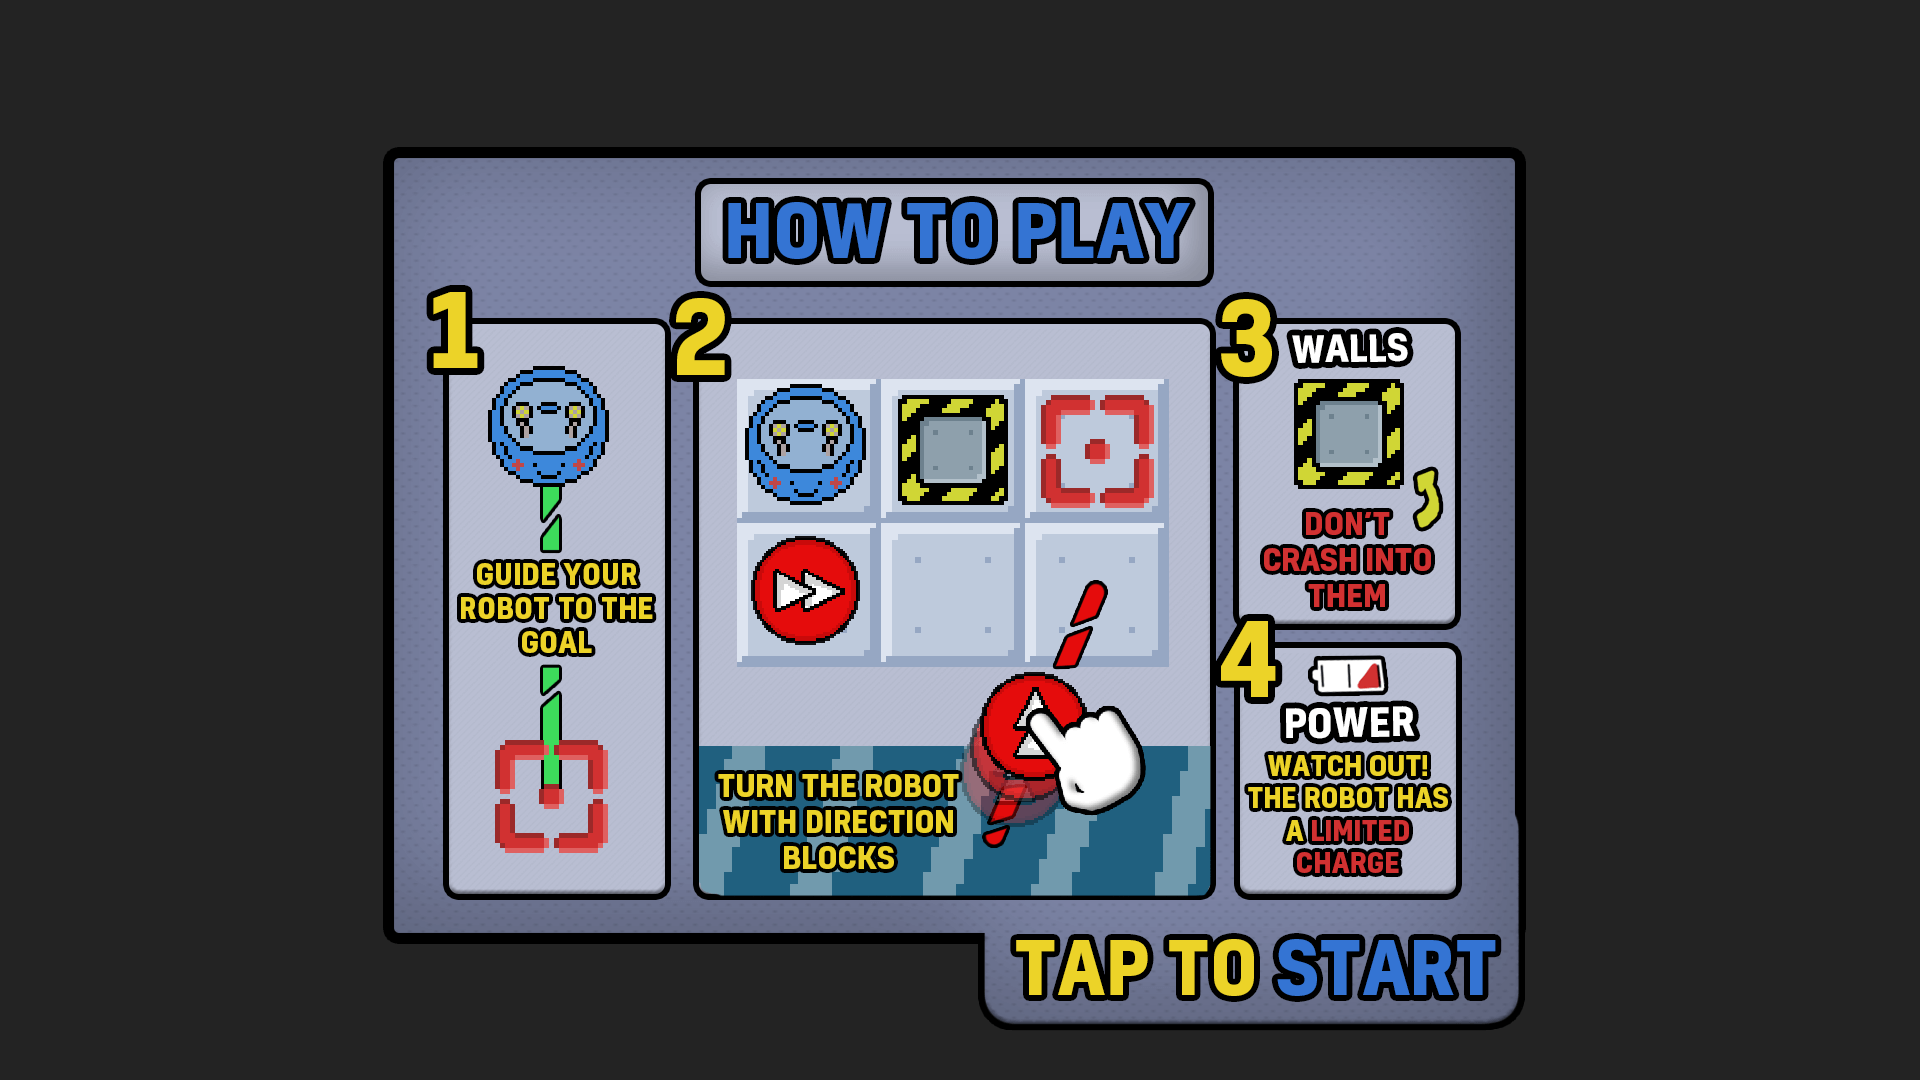 HOW TO PLAY
1
GUIDE YOUR
ROBOT TO THE
GOAL
2
TURN THE ROBOT
WITH DIRECTION
BLOCKS
3
WALLS
DON'T
CRASH INTO
THEM
4
POWER
WATCH OUT!
THE ROBOT HAS
A LIMITED
CHARGE
TAP TO START